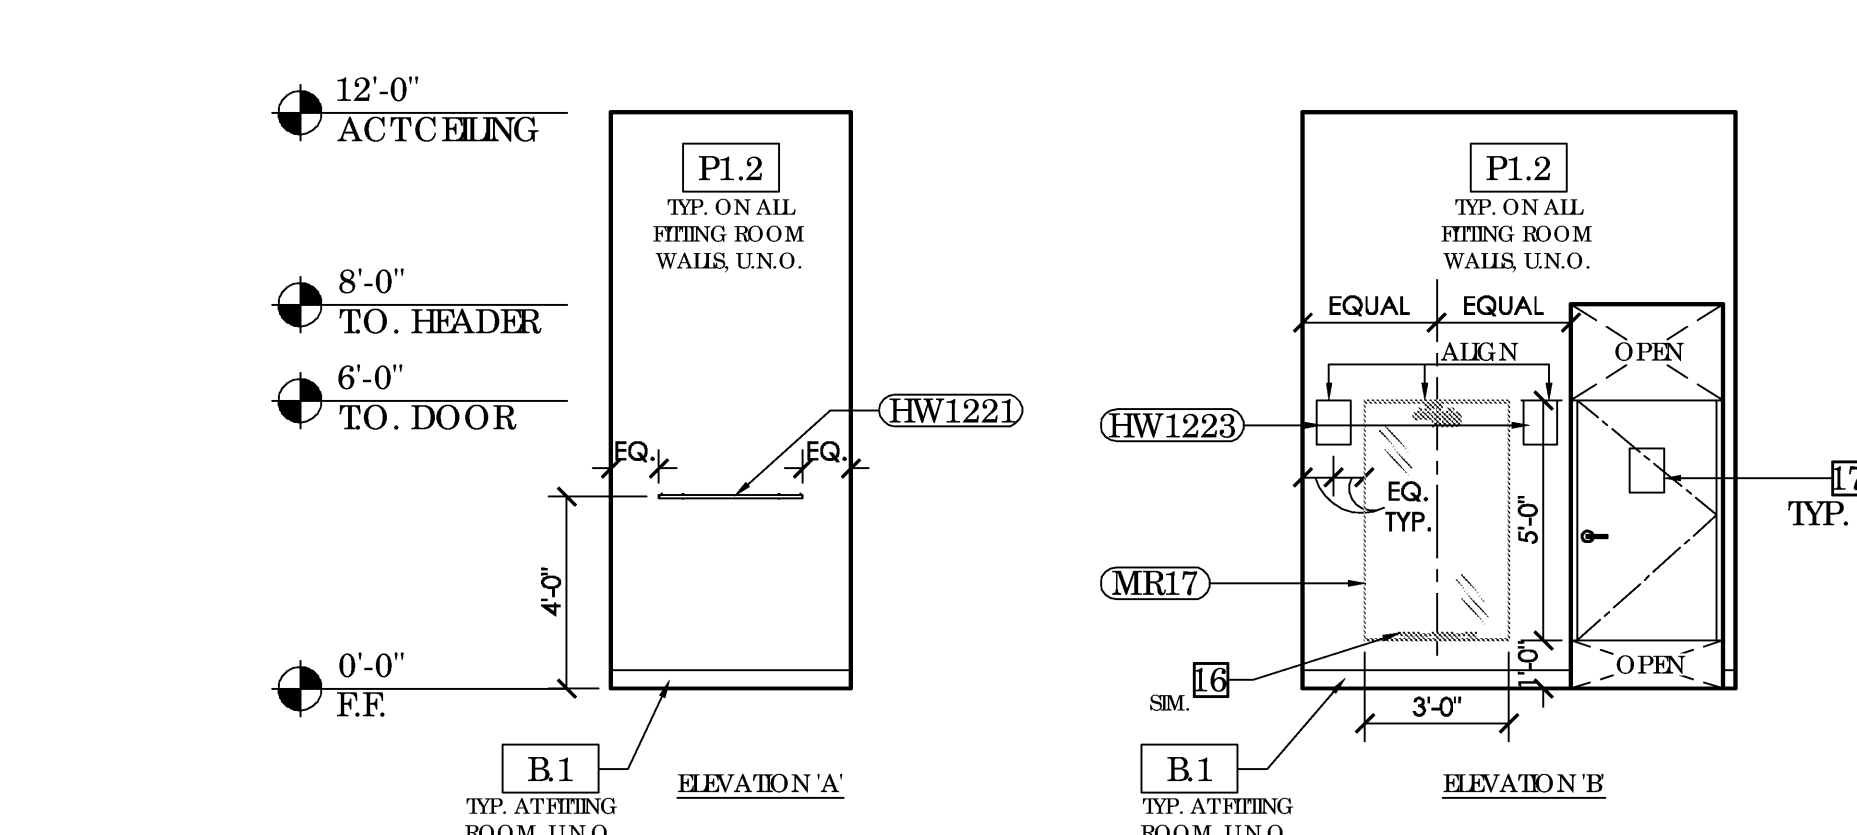 12'-0"
ACT CEILING
8'-0"
T.O. HEADER
6'-0"
T.O. DOOR
0'-0"
F.F.
P1.2
TYP. ON ALL
FITTING ROOM
WALLS, U.N.O.
HW1221
EQ.
EQ.
4'-0"
B.1
TYP. AT FITTING
ROOM, U.N.O.
ELEVATION 'A'
P1.2
TYP. ON ALL
FITTING ROOM
WALLS, U.N.O.
EQUAL
EQUAL
ALIGN
OPEN
HW1223
EQ.
TYP.
5'-0"
17
TYP.
MR17
1'-0"
OPEN
16
SIM.
3'-0"
B.1
TYP. AT FITTING
ROOM, U.N.O.
ELEVATION 'B'